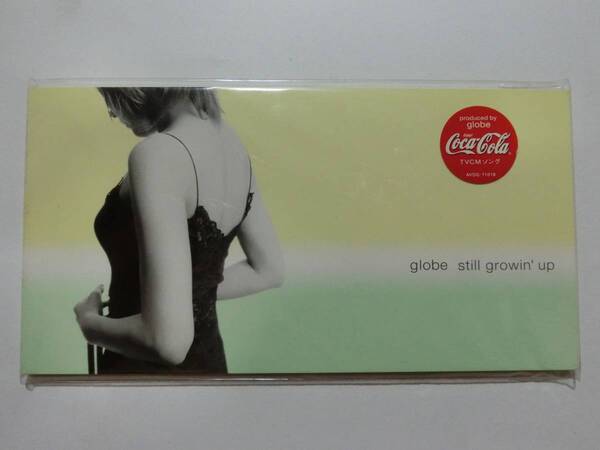 produced by
globe
Coca-Cola
TVCMソング
globe still growin' up